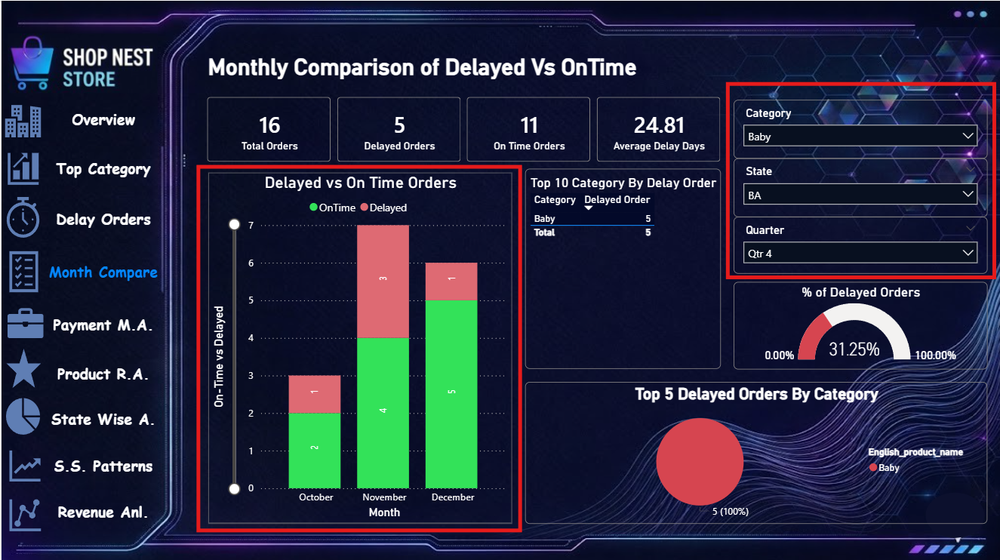 SHOP NEST
STORE
Overview
Top Category
Delay Orders
Month Compare
Payment M.A.
Product R.A.
State Wise A.
S.S. Patterns
Revenue Anl.
Monthly Comparison of Delayed Vs OnTime
16
Total Orders
5
Delayed Orders
11
On Time Orders
24.81
Average Delay Days
Category
Baby
State
BA
Quarter
Qtr 4
Delayed vs On Time Orders
OnTime Delayed
On-Time vs Delayed
7
6
5
4
3
2
1
0
1
2
3
4
1
5
October November December
Month
Top 10 Category By Delay Order
Category Delayed Order
Baby 5
Total 5
% of Delayed Orders
0.00% 31.25% 100.00%
Top 5 Delayed Orders By Category
5 (100%)
English_product_name
Baby